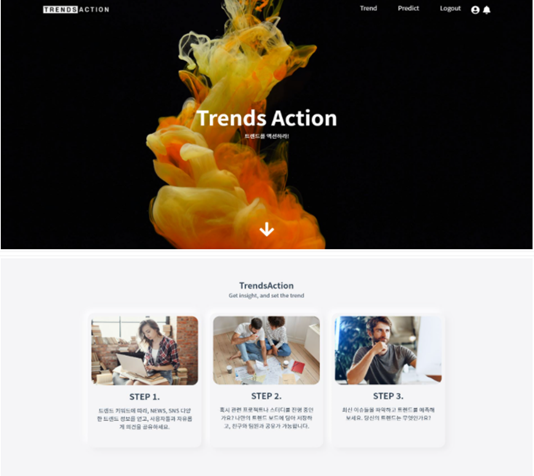 TRENDSACTION
Trend Predict Logout
Trends Action
트렌드를 액션하라!
TrendsAction
Get insight, and set the trend
STEP 1.
트렌드 키워드에 따라, NEWS, SNS 다양
한 트렌드 정보를 얻고, 사용자들과 자유롭
게 의견을 공유하세요.
STEP 2.
혹시 관련 프로젝트나 스터디를 진행 중인
가요? 나만의 트렌드 보드에 담아 저장하
고, 친구와 팀원과 공유가 가능합니다.
STEP 3.
최신 이슈들을 파악하고 트렌드를 예측해
보세요. 당신의 트렌드는 무엇인가요?